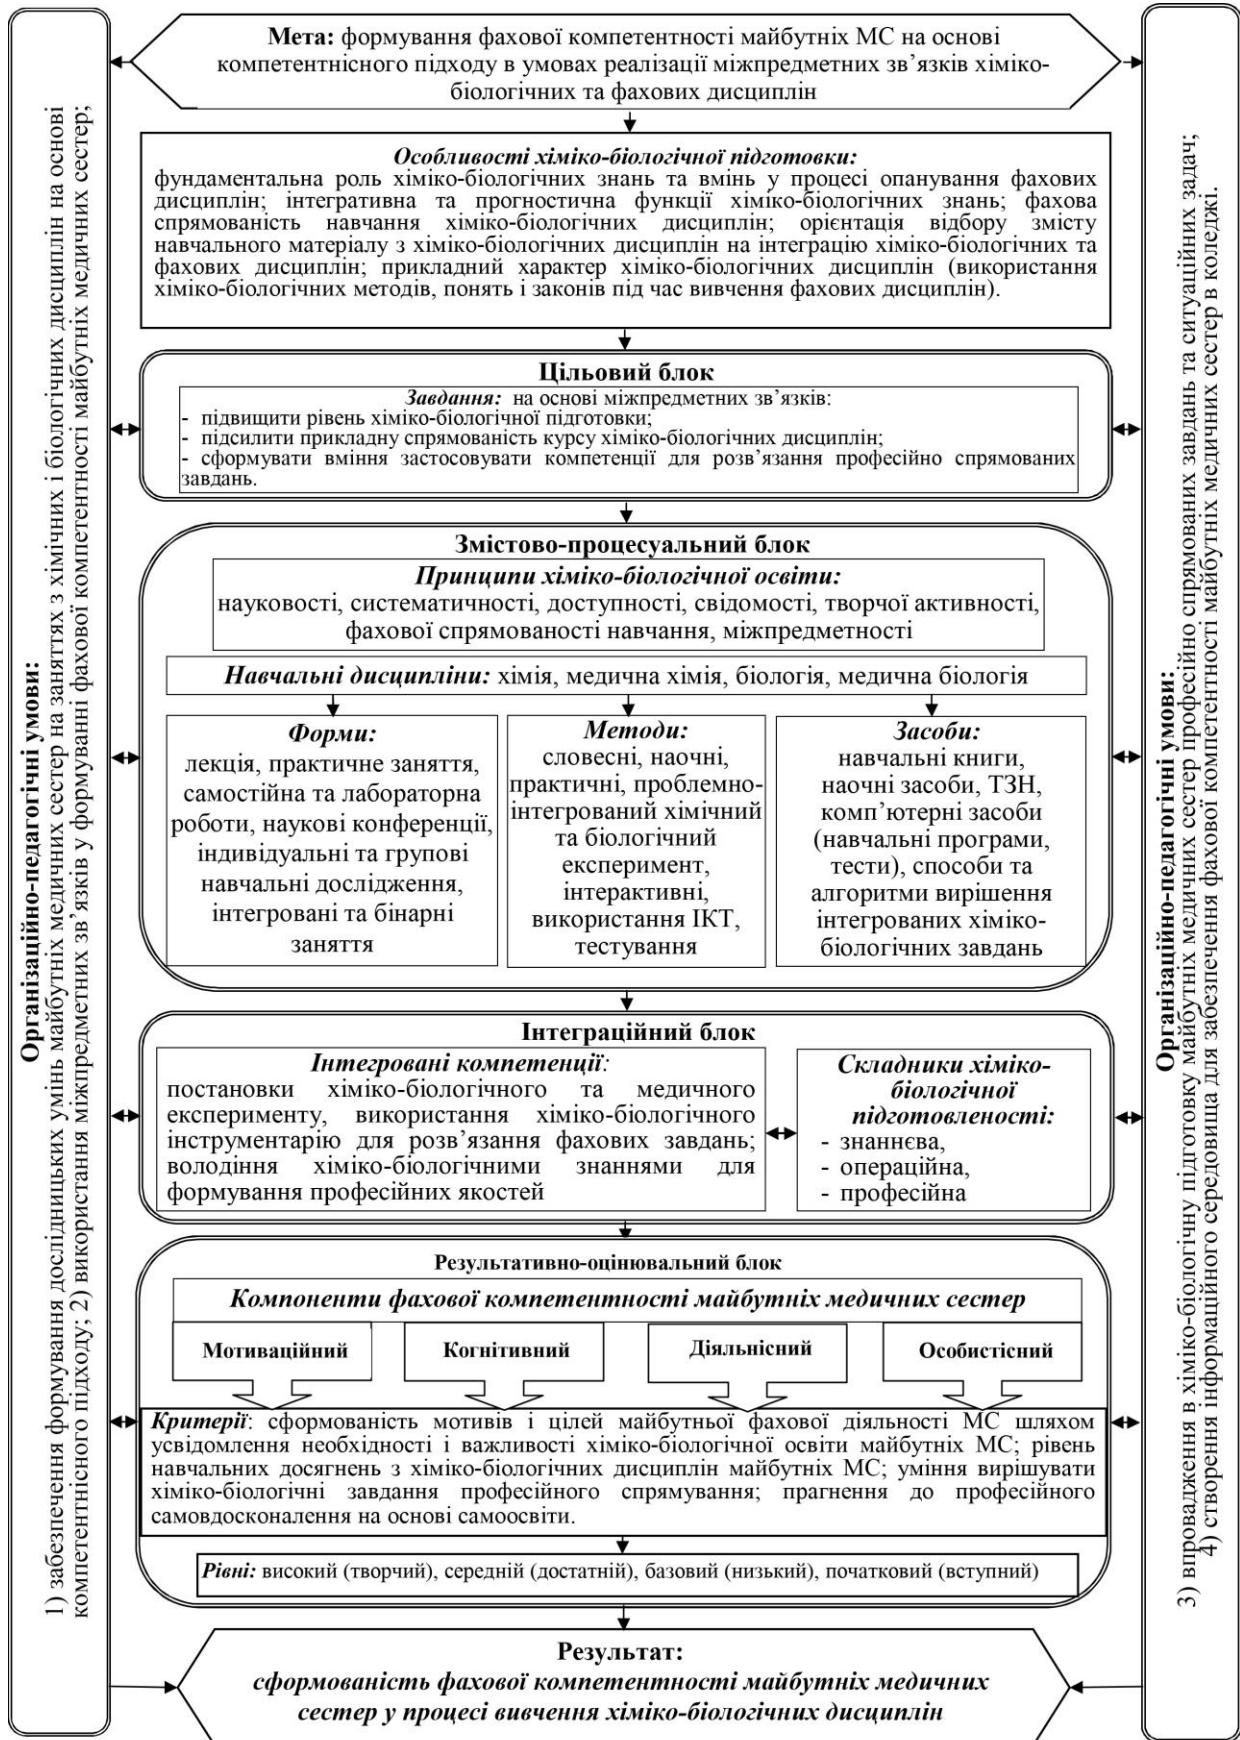 Мета: формування фахової компетентності майбутніх МС на основі
компетентнісного підходу в умовах реалізації міжпредметних зв’язків хіміко-
біологічних та фахових дисциплін
Особливості хіміко-біологічної підготовки:
фундаментальна роль хіміко-біологічних знань та вмінь у процесі опанування фахових
дисциплін; інтегративна та прогностична функції хіміко-біологічних знань; фахова
спрямованість навчання хіміко-біологічних дисциплін; орієнтація відбору змісту
навчального матеріалу з хіміко-біологічних дисциплін на інтеграцію хіміко-біологічних та
фахових дисциплін; прикладний характер хіміко-біологічних дисциплін (використання
хіміко-біологічних методів, понять і законів під час вивчення фахових дисциплін).
Цільовий блок
Завдання: на основі міжпредметних зв’язків:
- підвищити рівень хіміко-біологічної підготовки;
- підсилити прикладну спрямованість курсу хіміко-біологічних дисциплін;
- сформувати вміння застосовувати компетенції для розв’язання професійно спрямованих
завдань.
Змістово-процесуальний блок
Принципи хіміко-біологічної освіти:
науковості, систематичності, доступності, свідомості, творчої активності,
фахової спрямованості навчання, міжпредметності
Навчальні дисципліни: хімія, медична хімія, біологія, медична біологія
Форми:
лекція, практичне заняття,
самостійна та лабораторна
роботи, наукові конференції,
індивідуальні та групові
навчальні дослідження,
інтегровані та бінарні
заняття
Методи:
словесні, наочні,
практичні, проблемно-
інтегрований хімічний
та біологічний
експеримент,
інтерактивні,
використання ІКТ,
тестування
Засоби:
навчальні книги,
наочні засоби, ТЗН,
комп’ютерні засоби
(навчальні програми,
тести), способи та
алгоритми вирішення
інтегрованих хіміко-
біологічних завдань
Інтеграційний блок
Інтегровані компетенції:
постановки хіміко-біологічного та медичного
експерименту, використання хіміко-біологічного
інструментарію для розв’язання фахових завдань;
володіння хіміко-біологічними знаннями для
формування професійних якостей
Складники хіміко-
біологічної
підготовленості:
- знаннєва,
- операційна,
- професійна
Результативно-оцінювальний блок
Компоненти фахової компетентності майбутніх медичних сестер
Мотиваційний
Когнітивний
Діяльнісний
Особистісний
Критерії: сформованість мотивів і цілей майбутньої фахової діяльності МС шляхом
усвідомлення необхідності і важливості хіміко-біологічної освіти майбутніх МС; рівень
навчальних досягнень з хіміко-біологічних дисциплін майбутніх МС; уміння вирішувати
хіміко-біологічні завдання професійного спрямування; прагнення до професійного
самовдосконалення на основі самоосвіти.
Рівні: високий (творчий), середній (достатній), базовий (низький), початковий (вступний)
Результат:
сформованість фахової компетентності майбутніх медичних
сестер у процесі вивчення хіміко-біологічних дисциплін
Організаційно-педагогічні умови:
1) забезпечення формування дослідницьких умінь майбутніх медичних сестер на заняттях з хімічних і біологічних дисциплін на основі
компетентнісного підходу; 2) використання міжпредметних зв’язків у формуванні фахової компетентності майбутніх медичних сестер;
Організаційно-педагогічні умови:
3) впровадження в хіміко-біологічну підготовку майбутніх медичних сестер професійно спрямованих завдань та ситуаційних задач;
4) створення інформаційного середовища для забезпечення фахової компетентності майбутніх медичних сестер в коледжі.